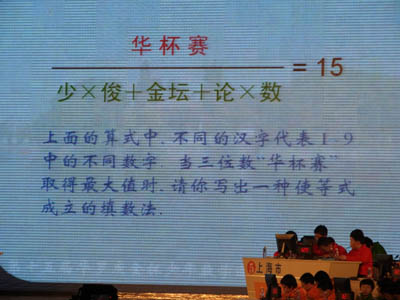 华杯赛
少×俊＋金坛＋论×数
=15
上面的算式中.不同的汉字代表1-9
中的不同数字.当三位数“华杯赛”
取得最大值时.请你写出一种使等式
成立的填数法.
上海市